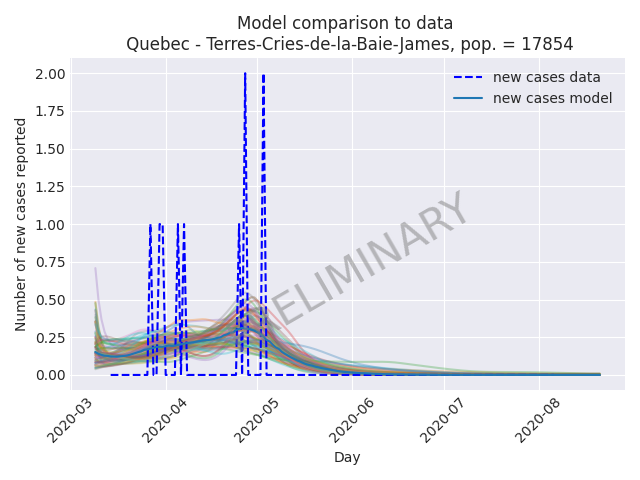 Model comparison to data
Quebec - Terres-Cries-de-la-Baie-James, pop. = 17854
new cases data
new cases model
Number of new cases reported
2.00
1.75
1.50
1.25
1.00
0.75
0.50
0.25
0.00
2020-03
2020-04
2020-05
2020-06
2020-07
2020-08
Day